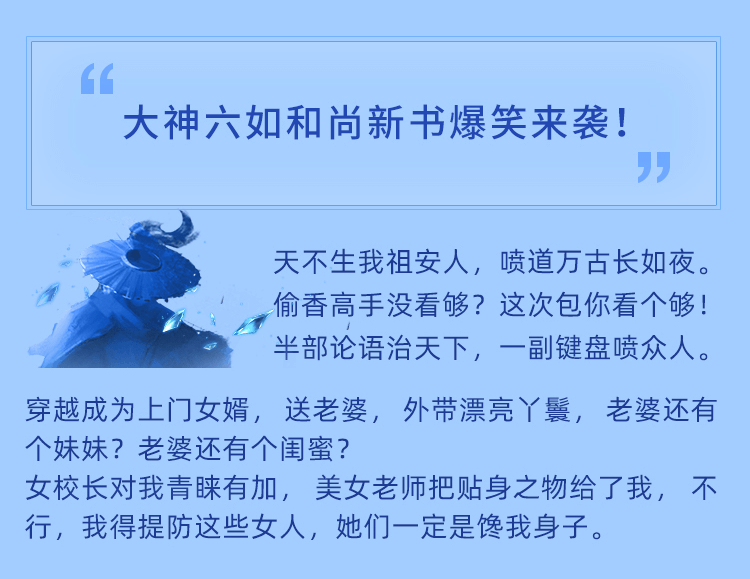 “
大神六如和尚新书爆笑来袭！
”
天不生我祖安人，喷道万古长如夜。
偷香高手没看够？这次包你看个够！
半部论语治天下，一副键盘喷众人。
穿越成为上门女婿， 送老婆， 外带漂亮丫鬟， 老婆还有
个妹妹？老婆还有个闺蜜？
女校长对我青睐有加， 美女老师把贴身之物给了我， 不
行，我得提防这些女人，她们一定是馋我身子。